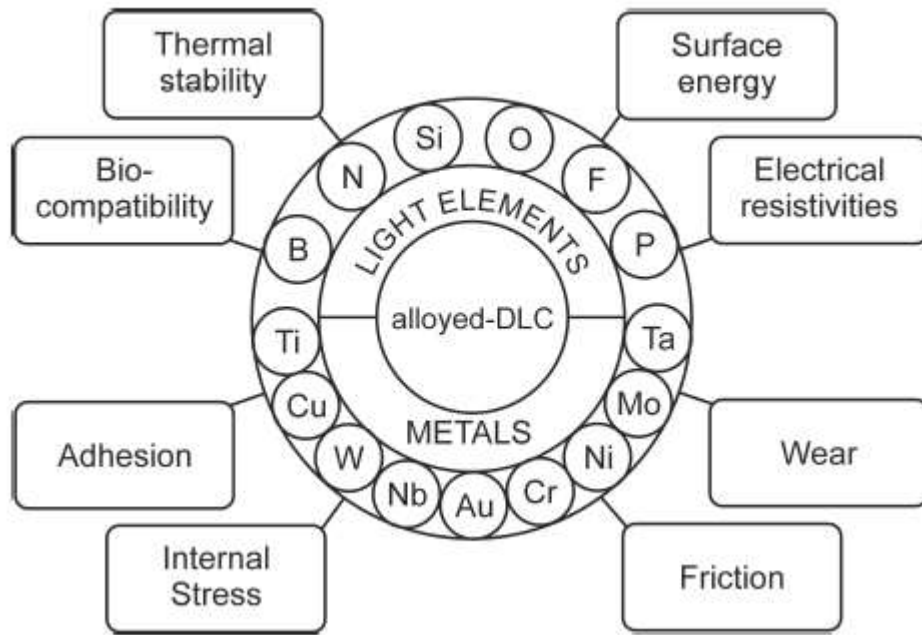 Thermal
stability
Surface
energy
Bio-
compatibility
Electrical
resistivities
B
N
Si
O
F
P
LIGHT ELEMENTS
alloyed-DLC
METALS
Ti
Cu
W
Nb
Au
Cr
Ni
Mo
Ta
Adhesion
Wear
Internal
Stress
Friction